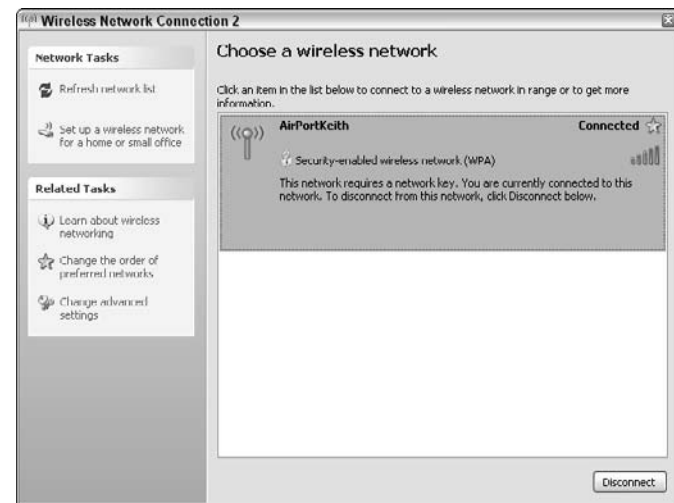 Wireless Network Connection 2
Network Tasks
Refresh network list
Set up a wireless network
for a home or small office
Related Tasks
Learn about wireless
networking
Change the order of
preferred networks
Change advanced
settings
Choose a wireless network
Click an item in the list below to connect to a wireless network in range or to get more
information.
AirPortKeith
Connected
Security-enabled wireless network (WPA)
This network requires a network key. You are currently connected to this
network. To disconnect from this network, click Disconnect below.
Disconnect